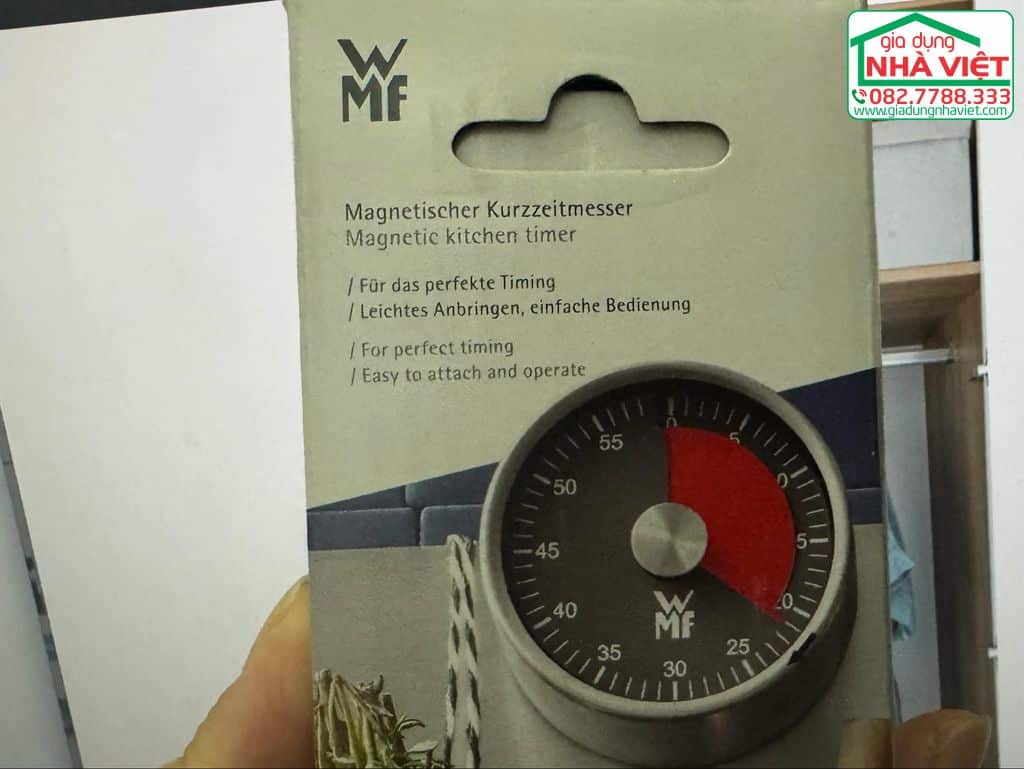 WMF
gia dụng
NHÀ VIỆT
082.7788.333
www.giadungnhaviet.com
Magnetischer Kurzzeitmesser
Magnetic kitchen timer
/ Für das perfekte Timing
/ Leichtes Anbringen, einfache Bedienung
/ For perfect timing
/ Easy to attach and operate
0
5
0
5
20
25
30
35
40
45
50
55
WMF